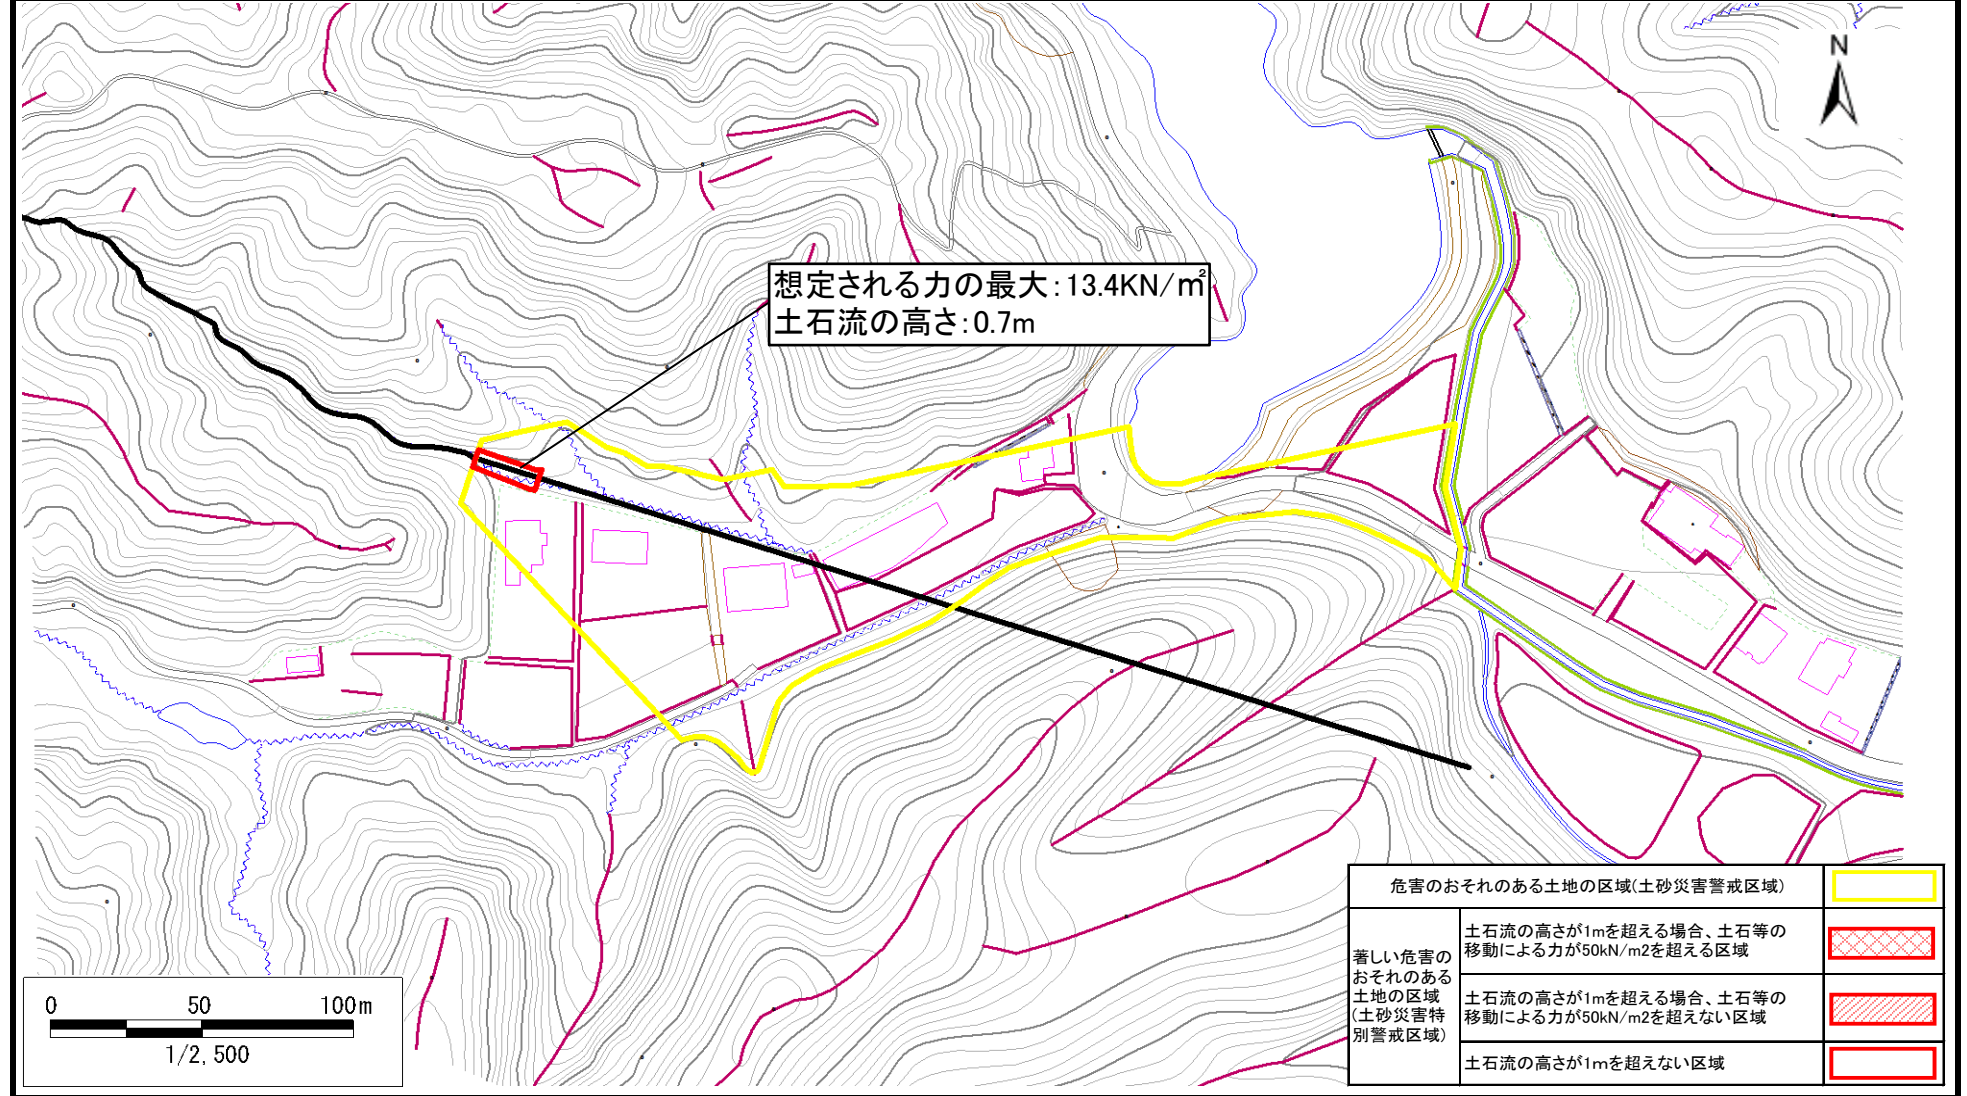 N
想定される力の最大:13.4KN/㎡
土石流の高さ:0.7m
危害のおそれのある土地の区域(土砂災害警戒区域)
著しい危害の
おそれのある
土地の区域
(土砂災害特
別警戒区域)
土石流の高さが1mを超える場合、土石等の
移動による力が50kN/m2を超える区域
土石流の高さが1mを超える場合、土石等の
移動による力が50kN/m2を超えない区域
土石流の高さが1mを超えない区域
0 50 100m
1/2,500